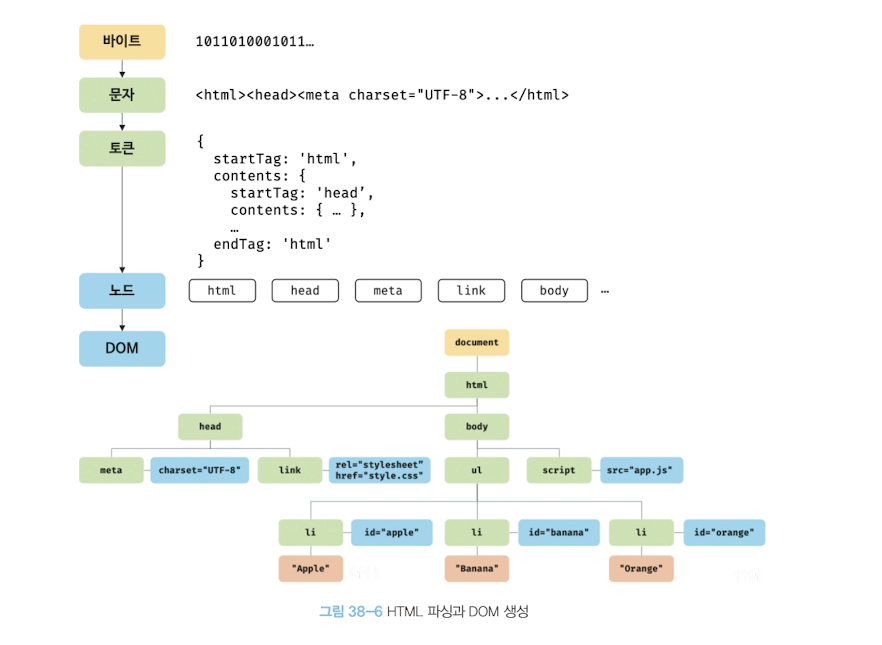 바이트
1011010001011…
문자
<html><head><meta charset="UTF-8">...</html>
토큰
{
startTag: 'html',
contents: {
startTag: 'head’,
contents: { … },
…
endTag: 'html'
}
노드
html head meta link body …
DOM
document
html
head body
meta charset="UTF-8" link rel="stylesheet" ul script src="app.js"
href="style.css"
li id="apple" li id="banana" li id="orange"
"Apple" "Banana" "Orange"
그림 38-6 HTML 파싱과 DOM 생성